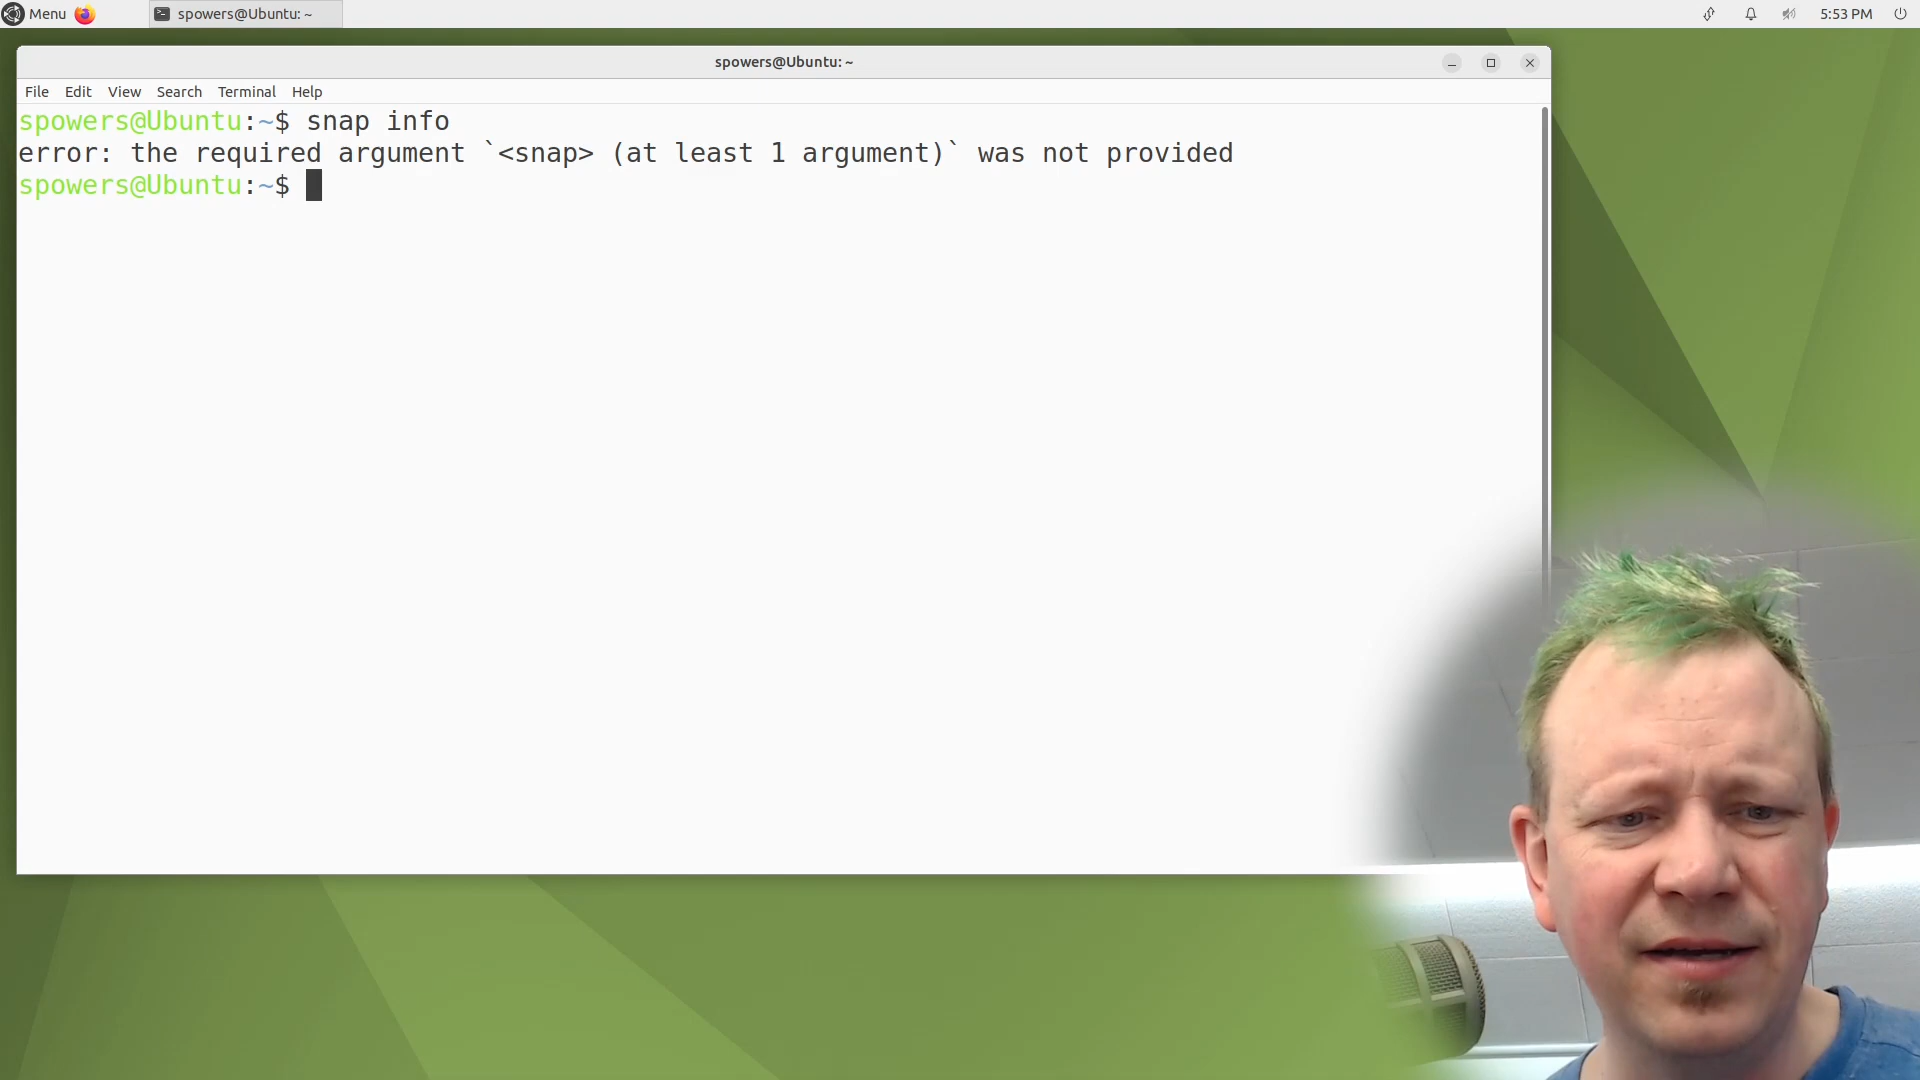 Menu
spowers@Ubuntu: ~
5:53 PM
spowers@Ubuntu: ~
File Edit View Search Terminal Help
spowers@Ubuntu:~$ snap info
error: the required argument `<snap> (at least 1 argument)` was not provided
spowers@Ubuntu:~$